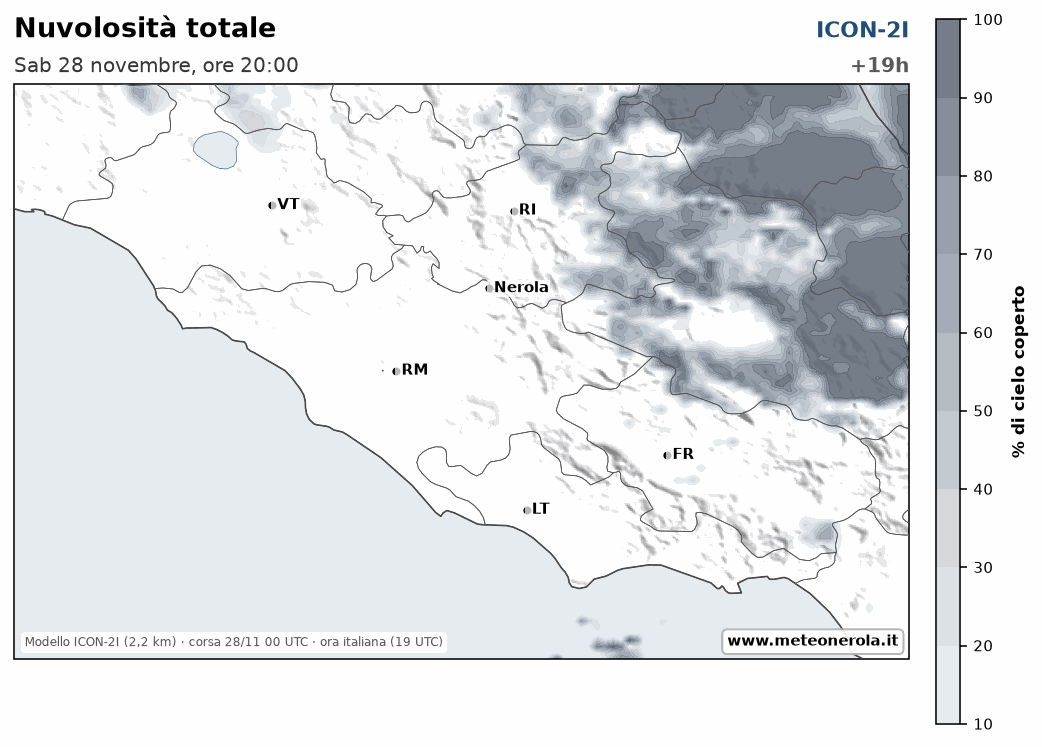 Nuvolosità totale
ICON-2I
Sab 28 novembre, ore 20:00
+19h
100
90
80
70
60
50
40
30
20
10
% di cielo coperto
VT
RI
Nerola
RM
FR
LT
Modello ICON-2I (2,2 km) · corsa 28/11 00 UTC · ora italiana (19 UTC)
www.meteonerola.it